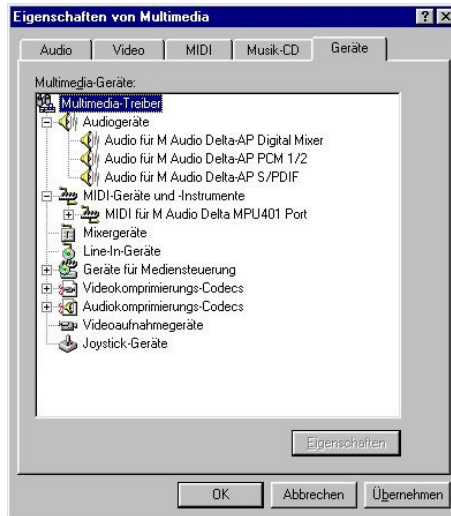 Eigenschaften von Multimedia
Audio Video MIDI Musik-CD Geräte
Multimedia-Geräte:
Multimedia-Treiber
Audiogeräte
Audio für M Audio Delta-AP Digital Mixer
Audio für M Audio Delta-AP PCM 1/2
Audio für M Audio Delta-AP S/PDIF
MIDI-Geräte und -Instrumente
MIDI für M Audio Delta MPU401 Port
Mixergeräte
Line-In-Geräte
Geräte für Mediensteuerung
Videokomprimierungs-Codecs
Audiokomprimierungs-Codecs
Videoaufnahmegeräte
Joystick-Geräte
Eigenschaften
OK Abbrechen Übernehmen